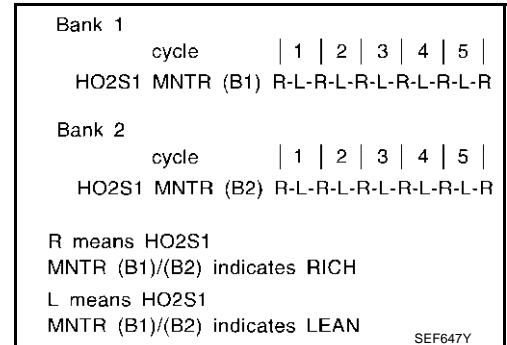 Bank 1
cycle | 1 | 2 | 3 | 4 | 5 |
HO2S1 MNTR (B1) R-L-R-L-R-L-R-L-R-L-R
Bank 2
cycle | 1 | 2 | 3 | 4 | 5 |
HO2S1 MNTR (B2) R-L-R-L-R-L-R-L-R-L-R
R means HO2S1
MNTR (B1)/(B2) indicates RICH
L means HO2S1
MNTR (B1)/(B2) indicates LEAN
SEF647Y